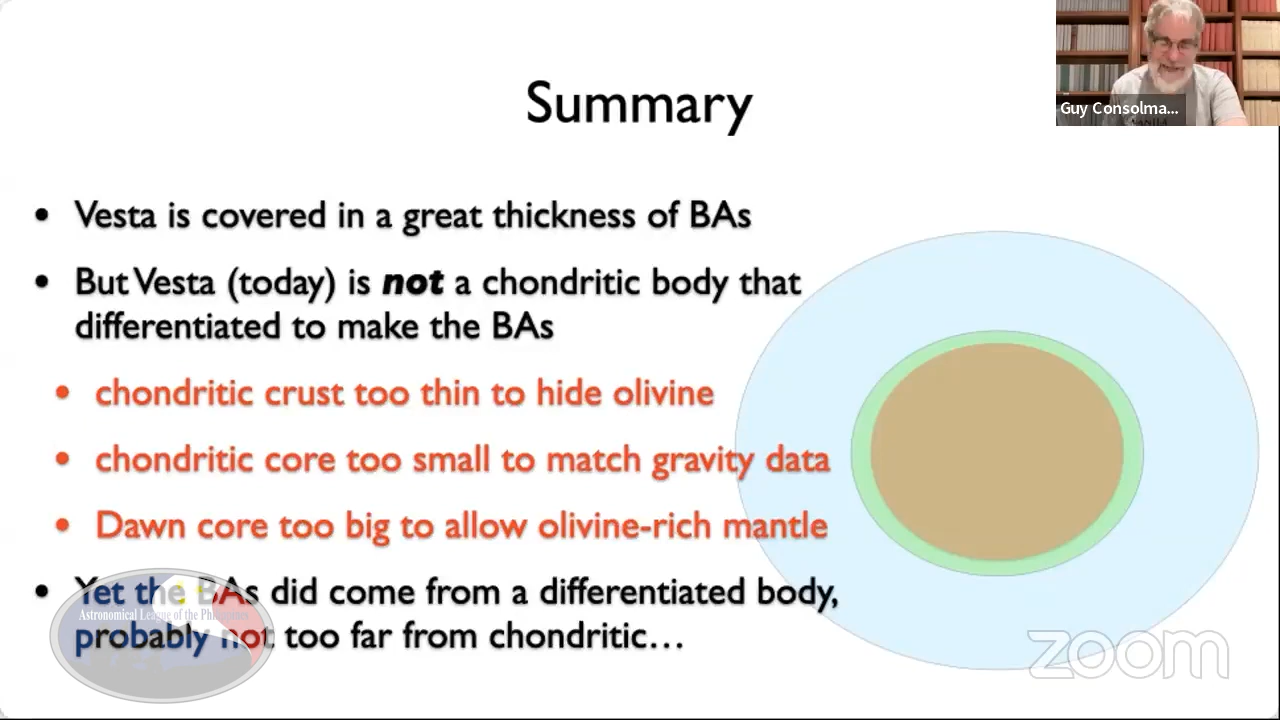 Guy Consolma...
Summary
• Vesta is covered in a great thickness of BAs
• But Vesta (today) is not a chondritic body that
differentiated to make the BAs
• chondritic crust too thin to hide olivine
• chondritic core too small to match gravity data
• Dawn core too big to allow olivine-rich mantle
• Yet the BAs did come from a differentiated body,
Astronomical League of the Philippines
probably not too far from chondritic...
zoom